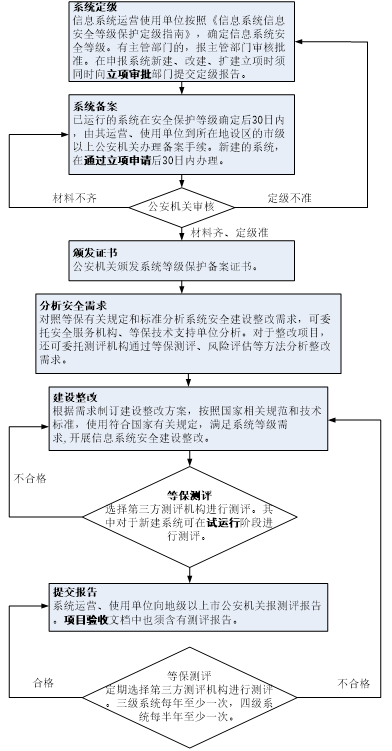 系统定级
信息系统运营使用单位按照《信息系统信息
安全等级保护定级指南》，确定信息系统安
全等级。有主管部门的，报主管部门审核批
准。在申报系统新建、改建、扩建立项时须
同时向立项审批部门提交定级报告。
系统备案
已运行的系统在安全保护等级确定后30日内
，由其运营、使用单位到所在地设区的市级
以上公安机关办理备案手续。新建的系统，
在通过立项申请后30日内办理。
材料不齐
公安机关审核
定级不准
材料齐、定级准
颁发证书
公安机关颁发系统等级保护备案证书。
分析安全需求
对照等保有关规定和标准分析系统安全建设整改需求，可委
托安全服务机构、等保技术支持单位分析。对于整改项目，
还可委托测评机构通过等保测评、风险评估等方法分析整改
需求。
建设整改
根据需求制订建设整改方案，按照国家相关规范和技术
标准，使用符合国家有关规定，满足系统等级需
求,开展信息系统安全建设整改。
不合格
等保测评
选择第三方测评机构进行测评。其
中对于新建系统可在试运行阶段进
行测评。
提交报告
系统运营、使用单位向地级以上市公安机关报测评报告
。项目验收文档中也须含有测评报告。
合格
等保测评
定期选择第三方测评机构进行测评
。三级系统每年至少一次，四级系
统每半年至少一次。
不合格